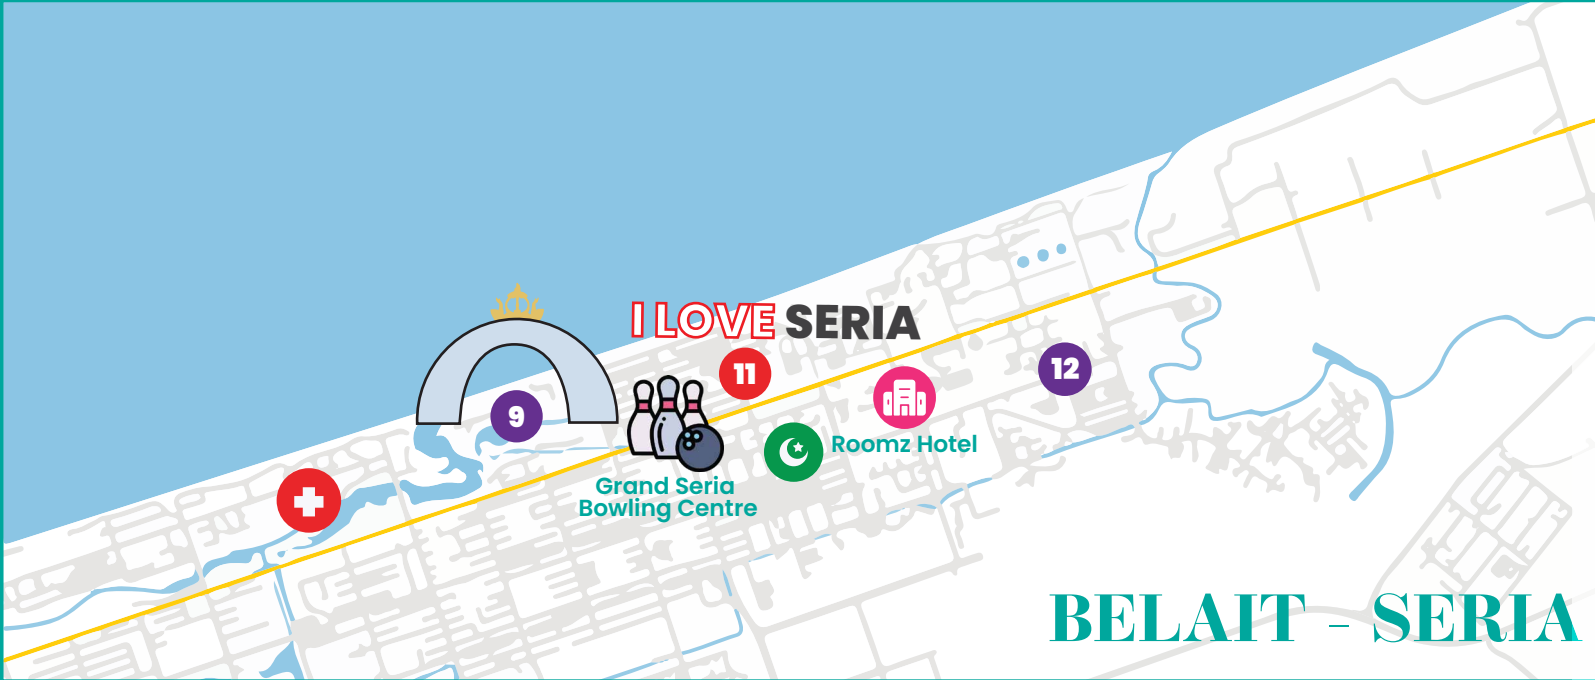 I LOVE SERIA
11
12
9
Roomz Hotel
Grand Seria
Bowling Centre
BELAIT - SERIA